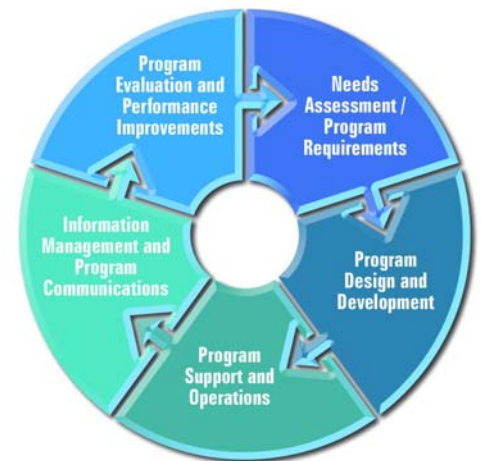 Program
Evaluation and
Performance
Improvements
Needs
Assessment /
Program
Requirements
Program
Design and
Development
Program
Support and
Operations
Information
Management and
Program
Communications